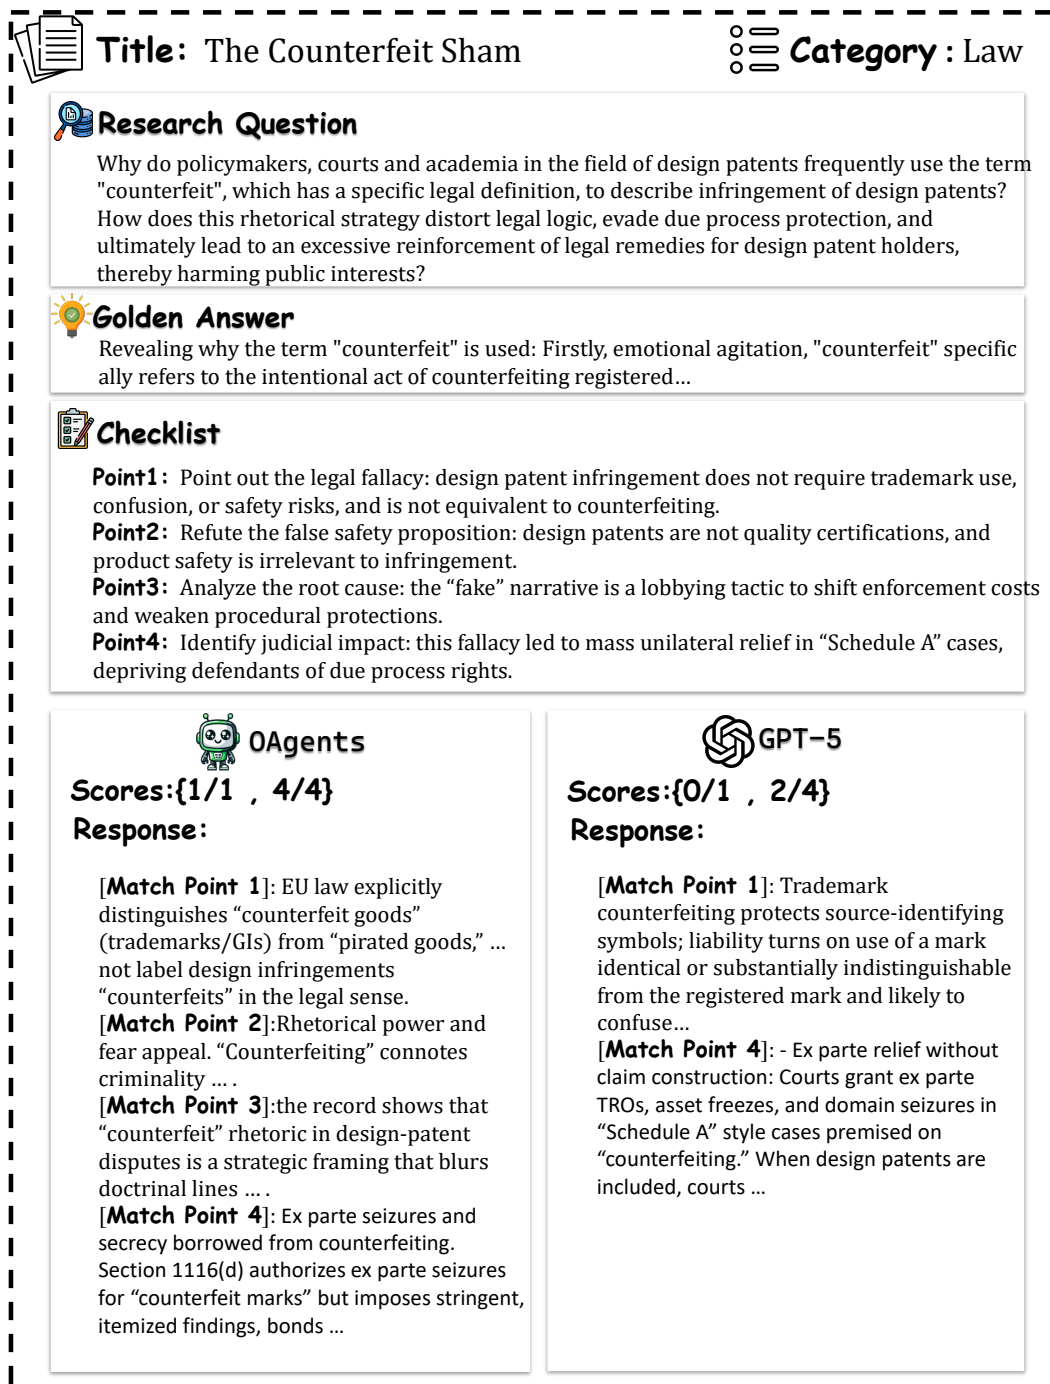 Title: The Counterfeit Sham
Category : Law
Research Question
Why do policymakers, courts and academia in the field of design patents frequently use the term
"counterfeit", which has a specific legal definition, to describe infringement of design patents?
How does this rhetorical strategy distort legal logic, evade due process protection, and
ultimately lead to an excessive reinforcement of legal remedies for design patent holders,
thereby harming public interests?
Golden Answer
Revealing why the term "counterfeit" is used: Firstly, emotional agitation, "counterfeit" specific
ally refers to the intentional act of counterfeiting registered...
Checklist
Point1: Point out the legal fallacy: design patent infringement does not require trademark use,
confusion, or safety risks, and is not equivalent to counterfeiting.
Point2: Refute the false safety proposition: design patents are not quality certifications, and
product safety is irrelevant to infringement.
Point3: Analyze the root cause: the “fake” narrative is a lobbying tactic to shift enforcement costs
and weaken procedural protections.
Point4: Identify judicial impact: this fallacy led to mass unilateral relief in “Schedule A” cases,
depriving defendants of due process rights.
OAgents
Scores:{1/1 , 4/4}
Response:
[Match Point 1]: EU law explicitly
distinguishes “counterfeit goods”
(trademarks/GIs) from “pirated goods,” ...
not label design infringements
“counterfeits” in the legal sense.
[Match Point 2]:Rhetorical power and
fear appeal. “Counterfeiting” connotes
criminality ... .
[Match Point 3]:the record shows that
“counterfeit” rhetoric in design-patent
disputes is a strategic framing that blurs
doctrinal lines ... .
[Match Point 4]: Ex parte seizures and
secrecy borrowed from counterfeiting.
Section 1116(d) authorizes ex parte seizures
for “counterfeit marks” but imposes stringent,
itemized findings, bonds ...
GPT-5
Scores:{0/1 , 2/4}
Response:
[Match Point 1]: Trademark
counterfeiting protects source-identifying
symbols; liability turns on use of a mark
identical or substantially indistinguishable
from the registered mark and likely to
confuse...
[Match Point 4]: - Ex parte relief without
claim construction: Courts grant ex parte
TROs, asset freezes, and domain seizures in
“Schedule A” style cases premised on
“counterfeiting.” When design patents are
included, courts ...